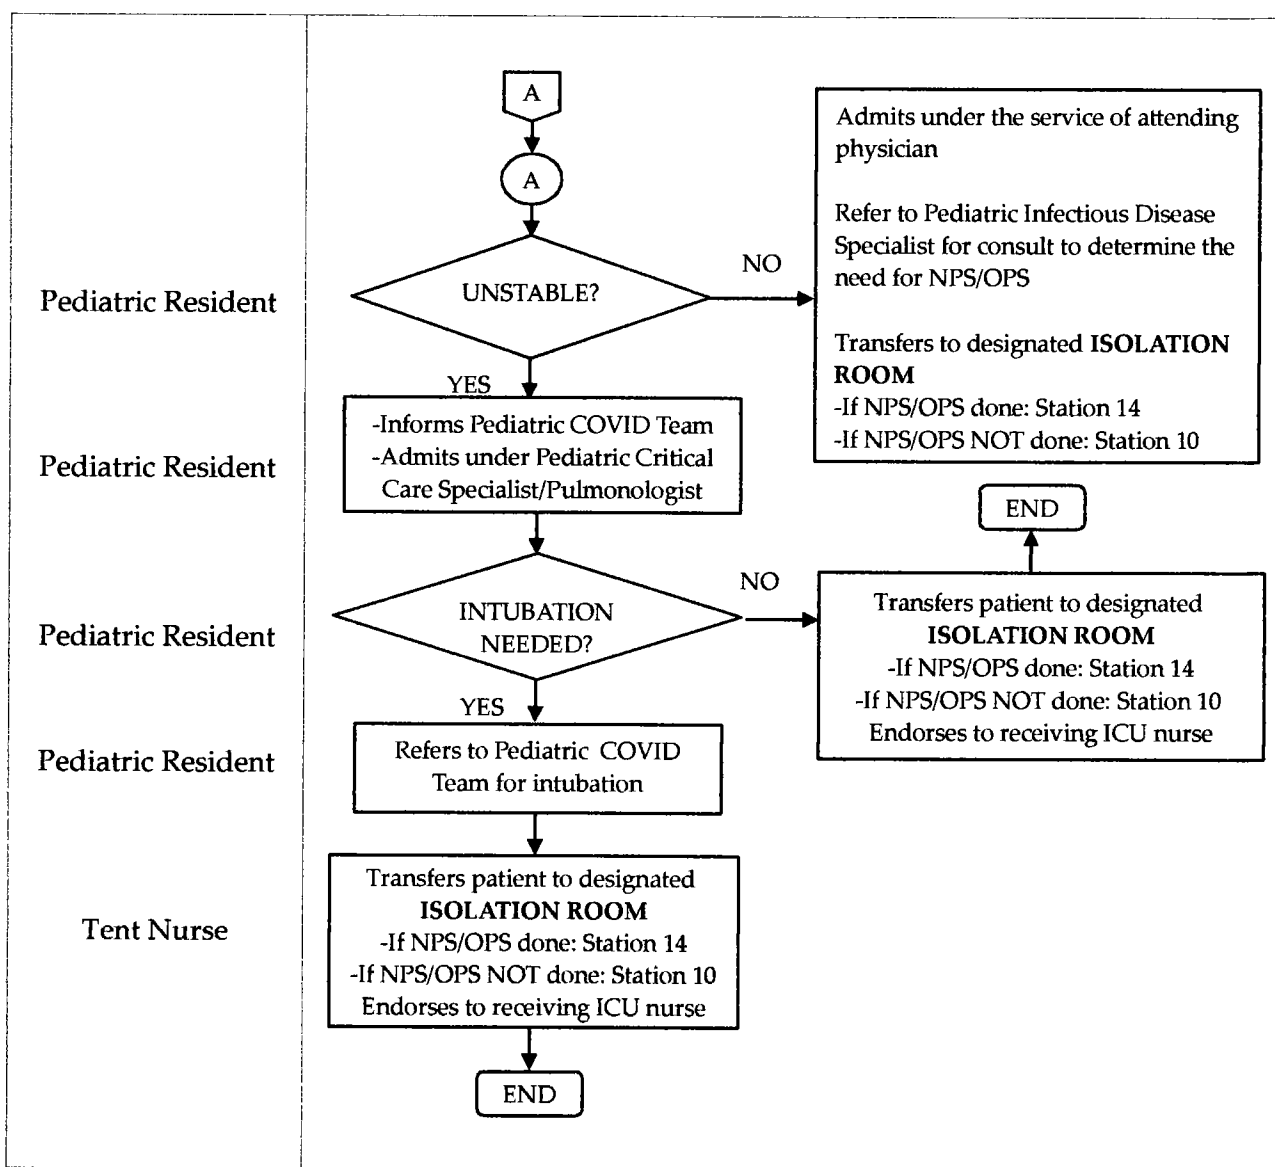 A
A
Pediatric Resident
UNSTABLE?
NO
Admits under the service of attending
physician
Refer to Pediatric Infectious Disease
Specialist for consult to determine the
need for NPS/OPS
Transfers to designated ISOLATION
ROOM
-If NPS/OPS done: Station 14
-If NPS/OPS NOT done: Station 10
YES
Pediatric Resident
-Informs Pediatric COVID Team
-Admits under Pediatric Critical
Care Specialist/Pulmonologist
END
Pediatric Resident
INTUBATION
NEEDED?
NO
Transfers patient to designated
ISOLATION ROOM
-If NPS/OPS done: Station 14
-If NPS/OPS NOT done: Station 10
Endorses to receiving ICU nurse
YES
Pediatric Resident
Refers to Pediatric COVID
Team for intubation
Tent Nurse
Transfers patient to designated
ISOLATION ROOM
-If NPS/OPS done: Station 14
-If NPS/OPS NOT done: Station 10
Endorses to receiving ICU nurse
END